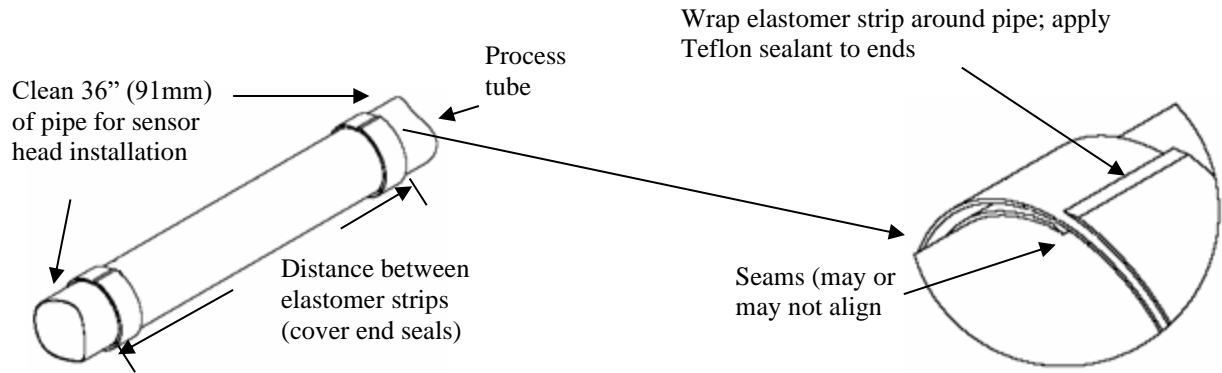 Wrap elastomer strip around pipe; apply
Teflon sealant to ends
Process
tube
Clean 36” (91mm)
of pipe for sensor
head installation
Distance between
elastomer strips
(cover end seals)
Seams (may or
may not align